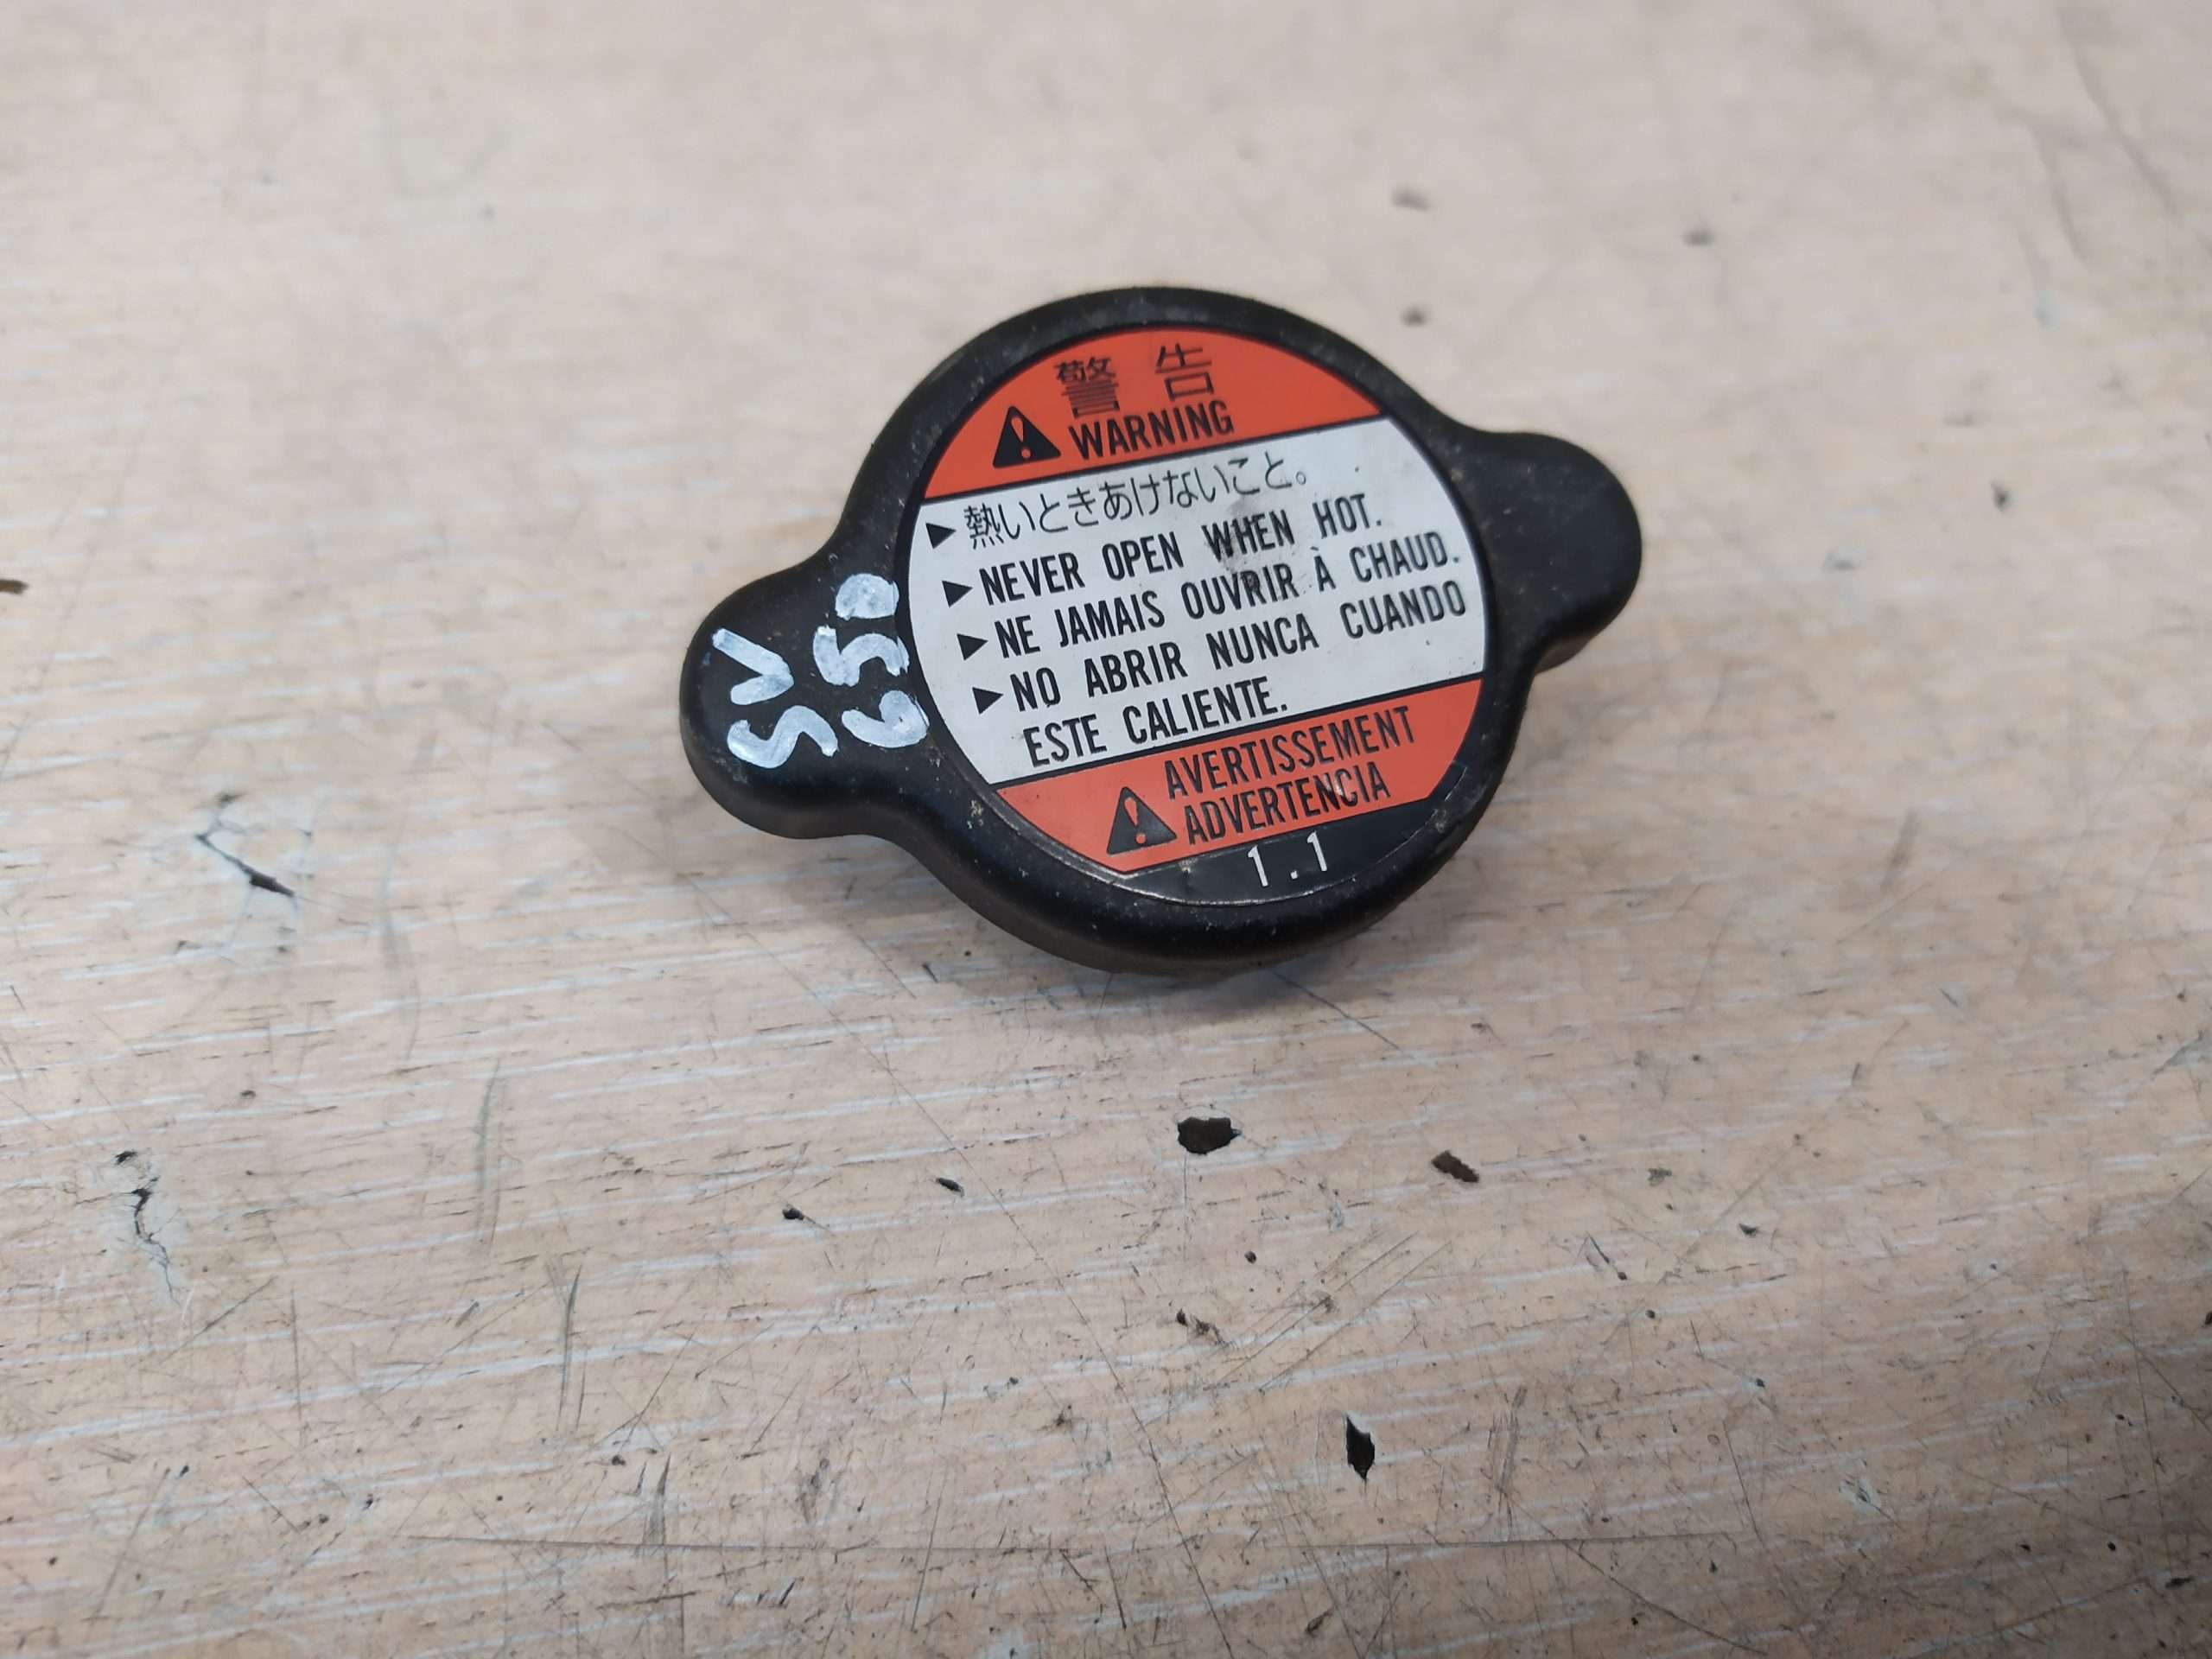 警告
WARNING
熱いときあけないこと。
NEVER OPEN WHEN HOT.
NE JAMAIS OUVRIR À CHAUD.
NO ABRIR NUNCA CUANDO
ESTE CALIENTE.
AVERTISSEMENT
ADVERTENCIA
1.1
SV
650